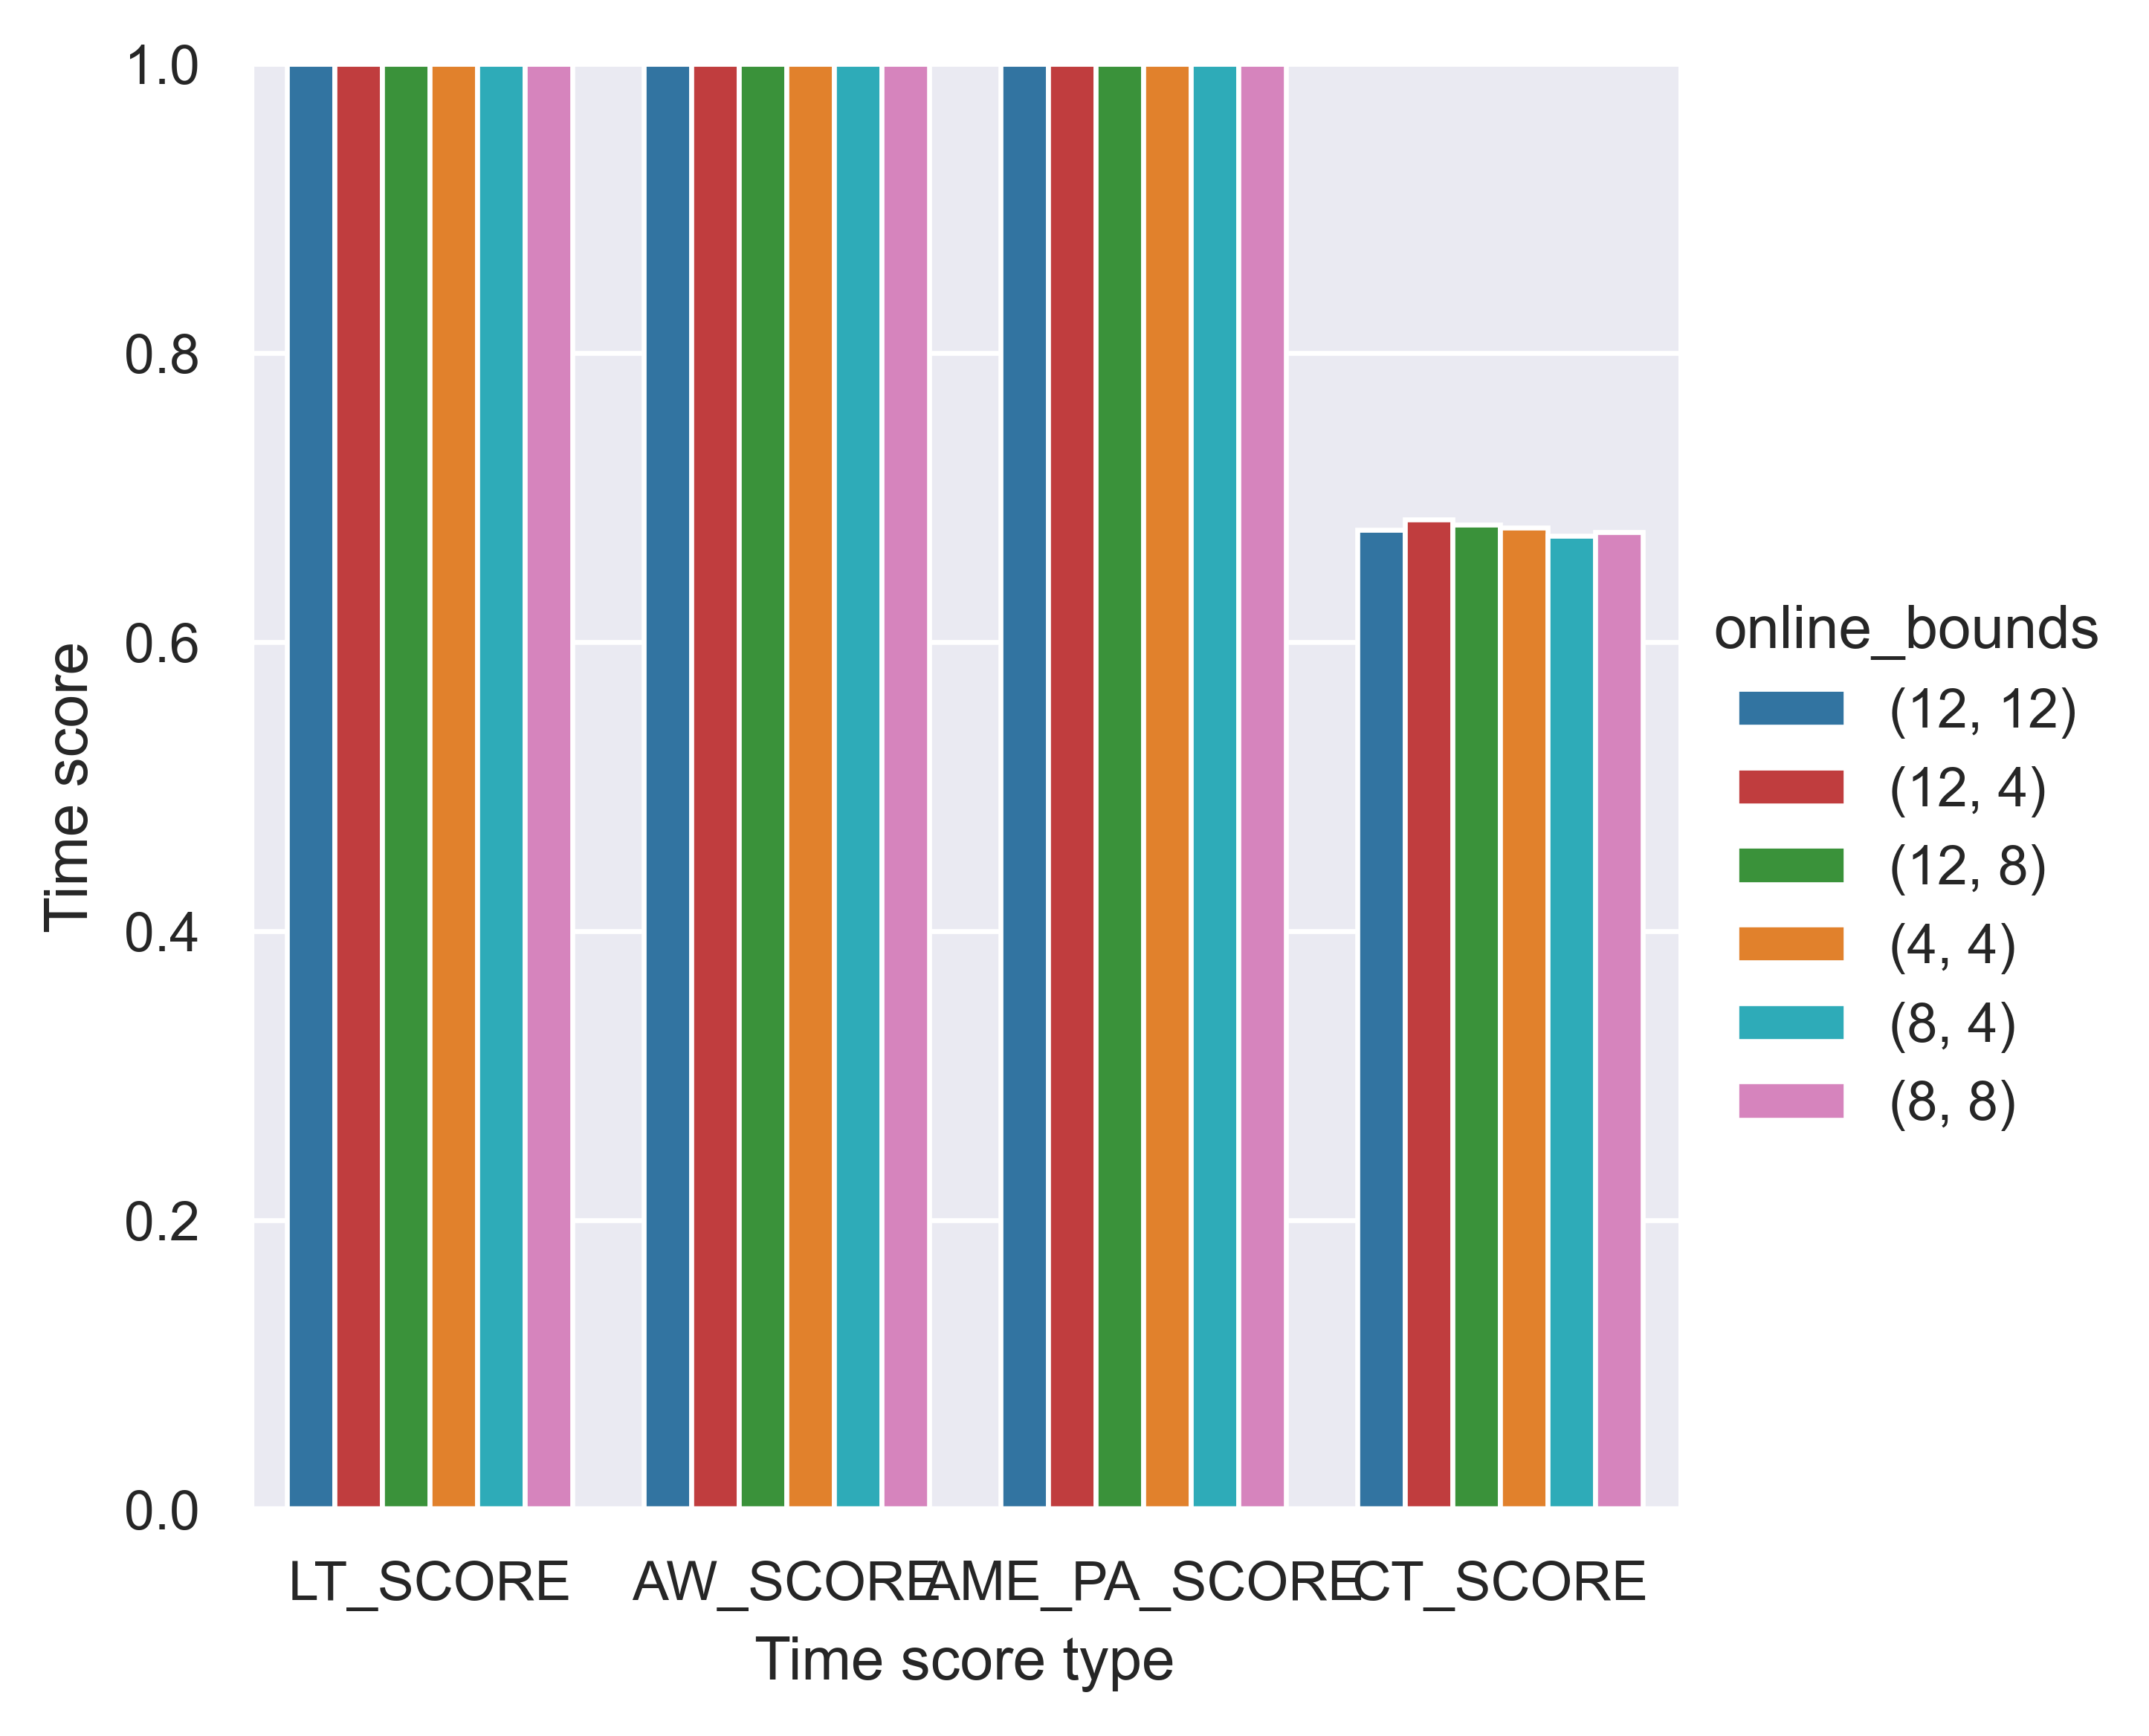 1.0
0.8
0.6
0.4
0.2
0.0
Time score
LT_SCORE
AW_SCORE
AME_PA_SCORE
CT_SCORE
Time score type
online_bounds
(12, 12)
(12, 4)
(12, 8)
(4, 4)
(8, 4)
(8, 8)